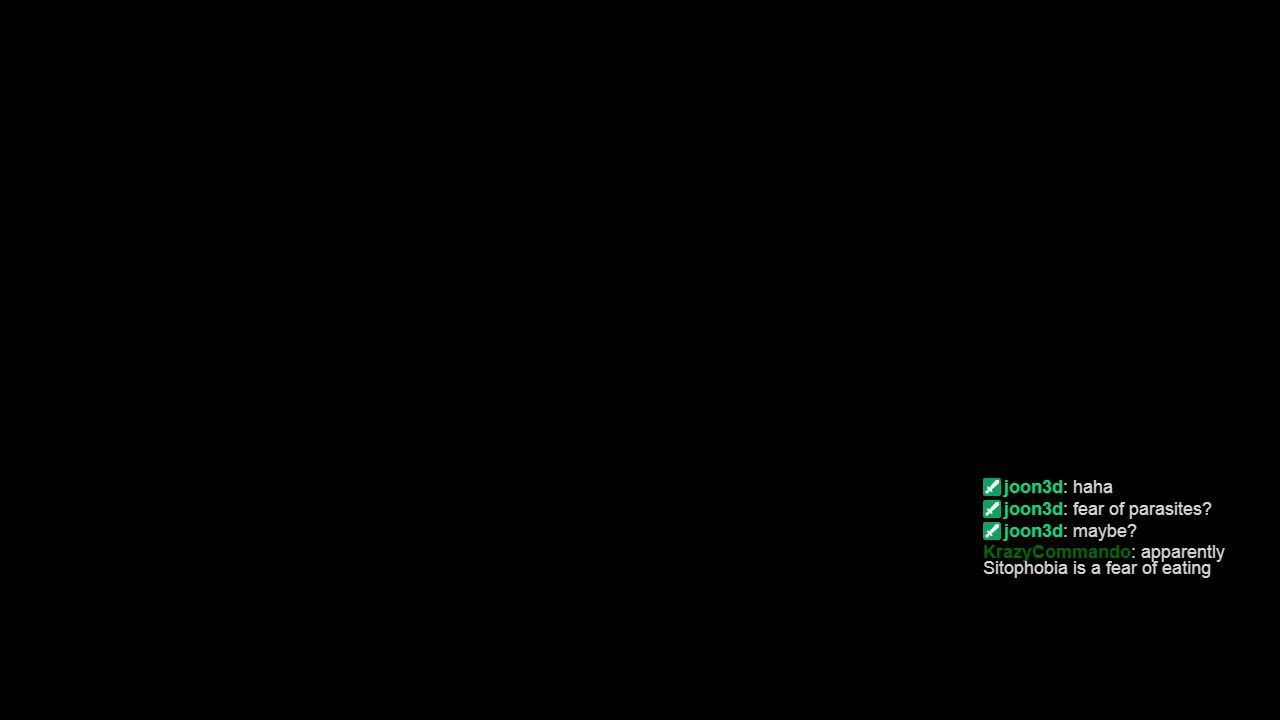 joon3d: haha
joon3d: fear of parasites?
joon3d: maybe?
KrazyCommando: apparently
Sitophobia is a fear of eating